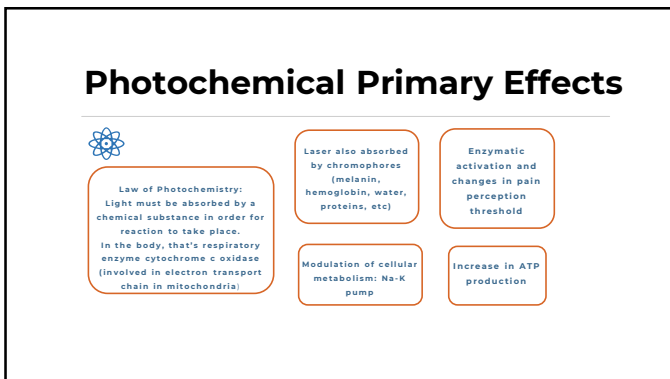 Photochemical Primary Effects
Law of Photochemistry:
Light must be absorbed by a
chemical substance in order for
reaction to take place.
In the body, that's respiratory
enzyme cytochrome c oxidase
(involved in electron transport
chain in mitochondria)
Laser also absorbed
by chromophores
(melanin,
hemoglobin, water,
proteins, etc)
Enzymatic
activation and
changes in pain
perception
threshold
Modulation of cellular
metabolism: Na-K
pump
Increase in ATP
production